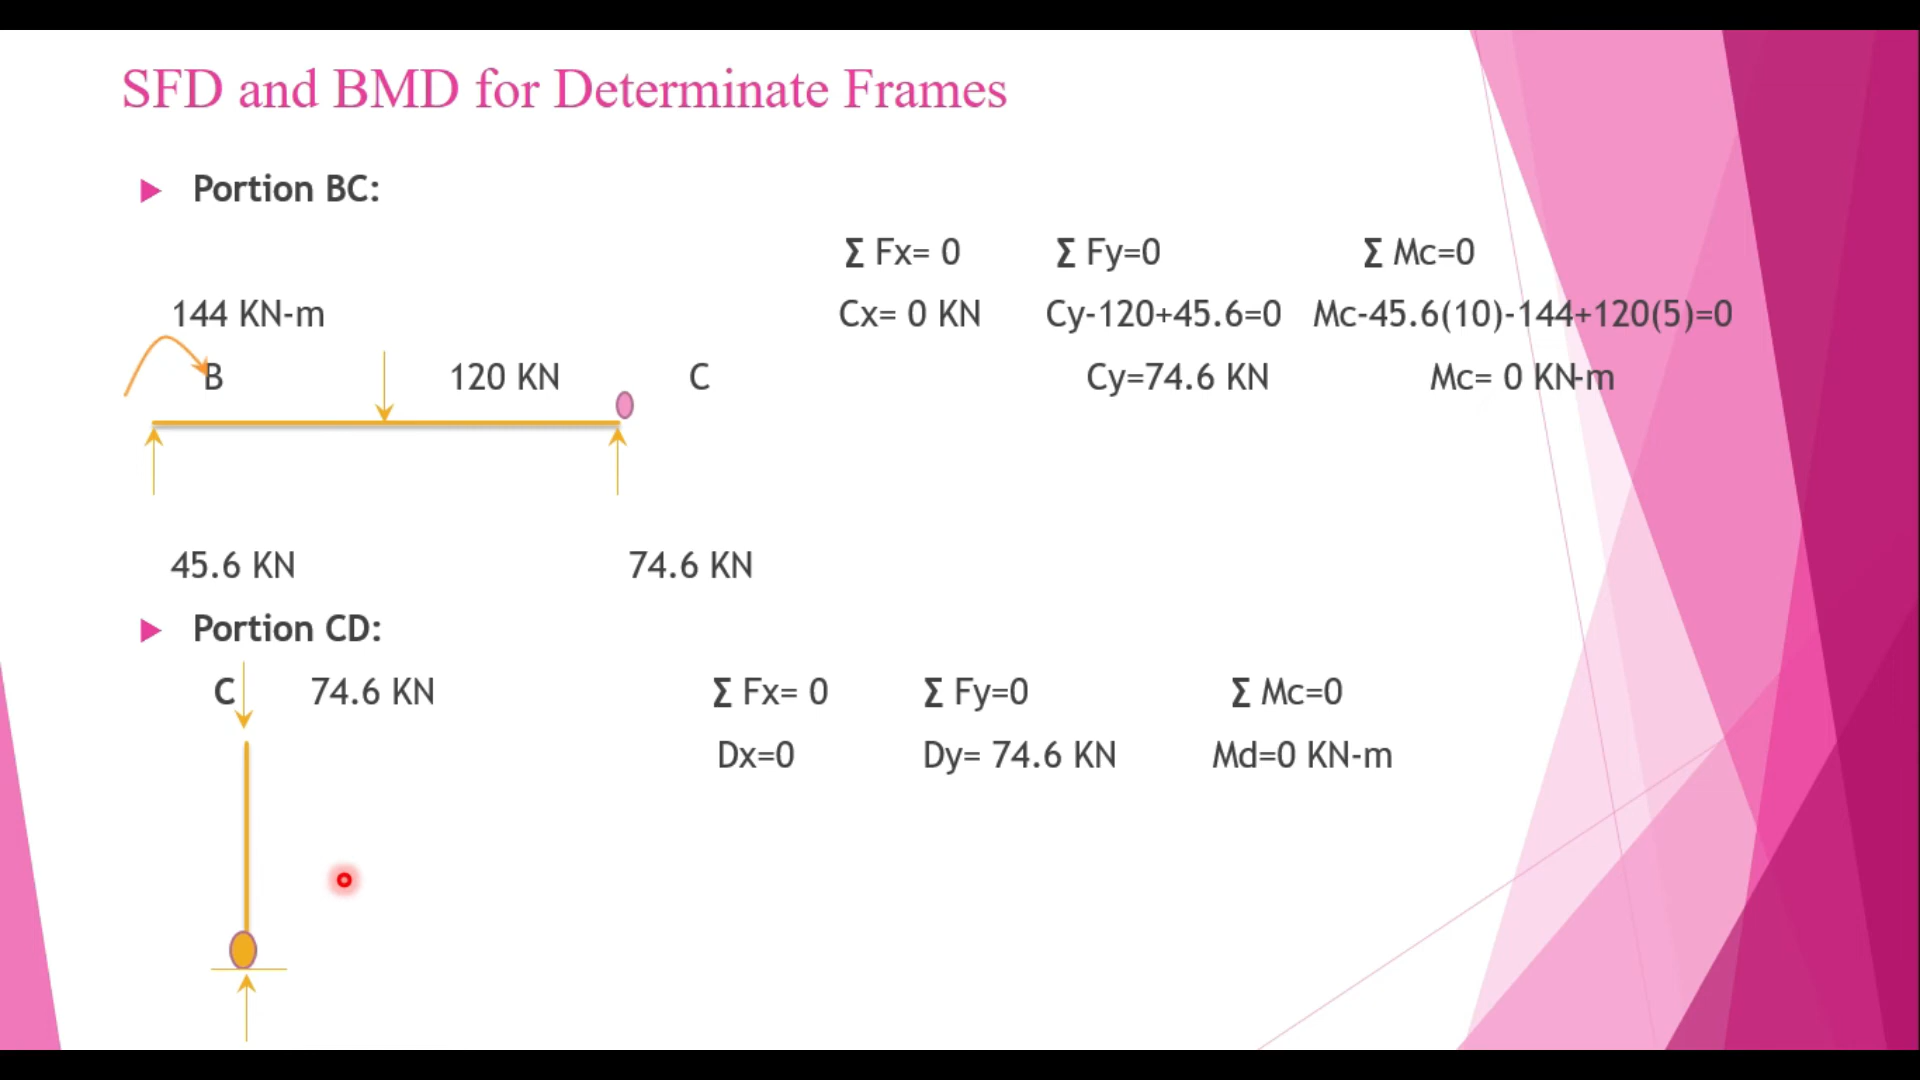 SFD and BMD for Determinate Frames
Portion BC:
Σ Fx= 0 Σ Fy=0 Σ Mc=0
144 KN-m Cx= 0 KN Cy-120+45.6=0 Mc-45.6(10)-144+120(5)=0
B 120 KN C Cy=74.6 KN Mc= 0 KN-m
45.6 KN 74.6 KN
Portion CD:
C 74.6 KN Σ Fx= 0 Σ Fy=0 Σ Mc=0
Dx=0 Dy= 74.6 KN Md=0 KN-m